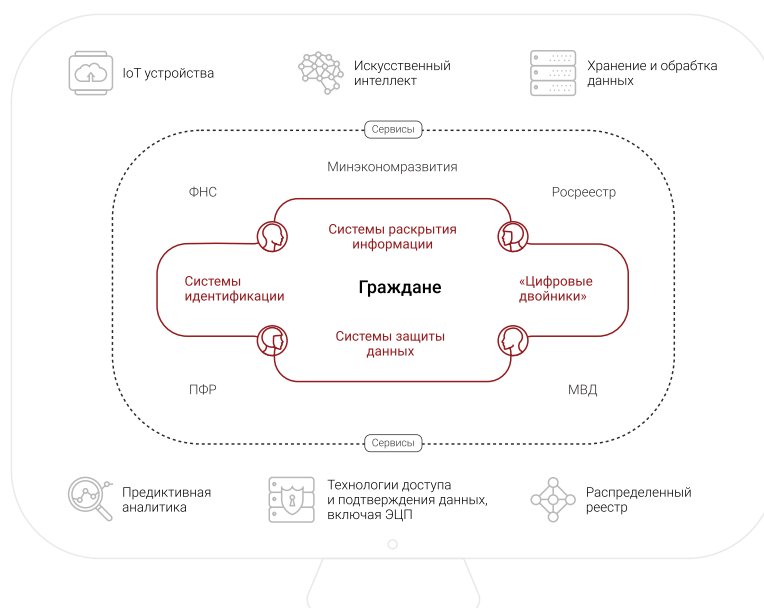 IoT устройства
Искусственный
интеллект
Хранение и обрабтка
данных
Сервисы
Минэкономразвития
ФНС
Росреестр
Системы раскрытия
информации
Системы
идентификации
Граждане
«Цифровые
двойники»
Системы защиты
данных
ПФР
МВД
Сервисы
Предиктивная
аналитика
Технологии доступа
и подтверждения данных,
включая ЭЦП
Распределенный
реестр